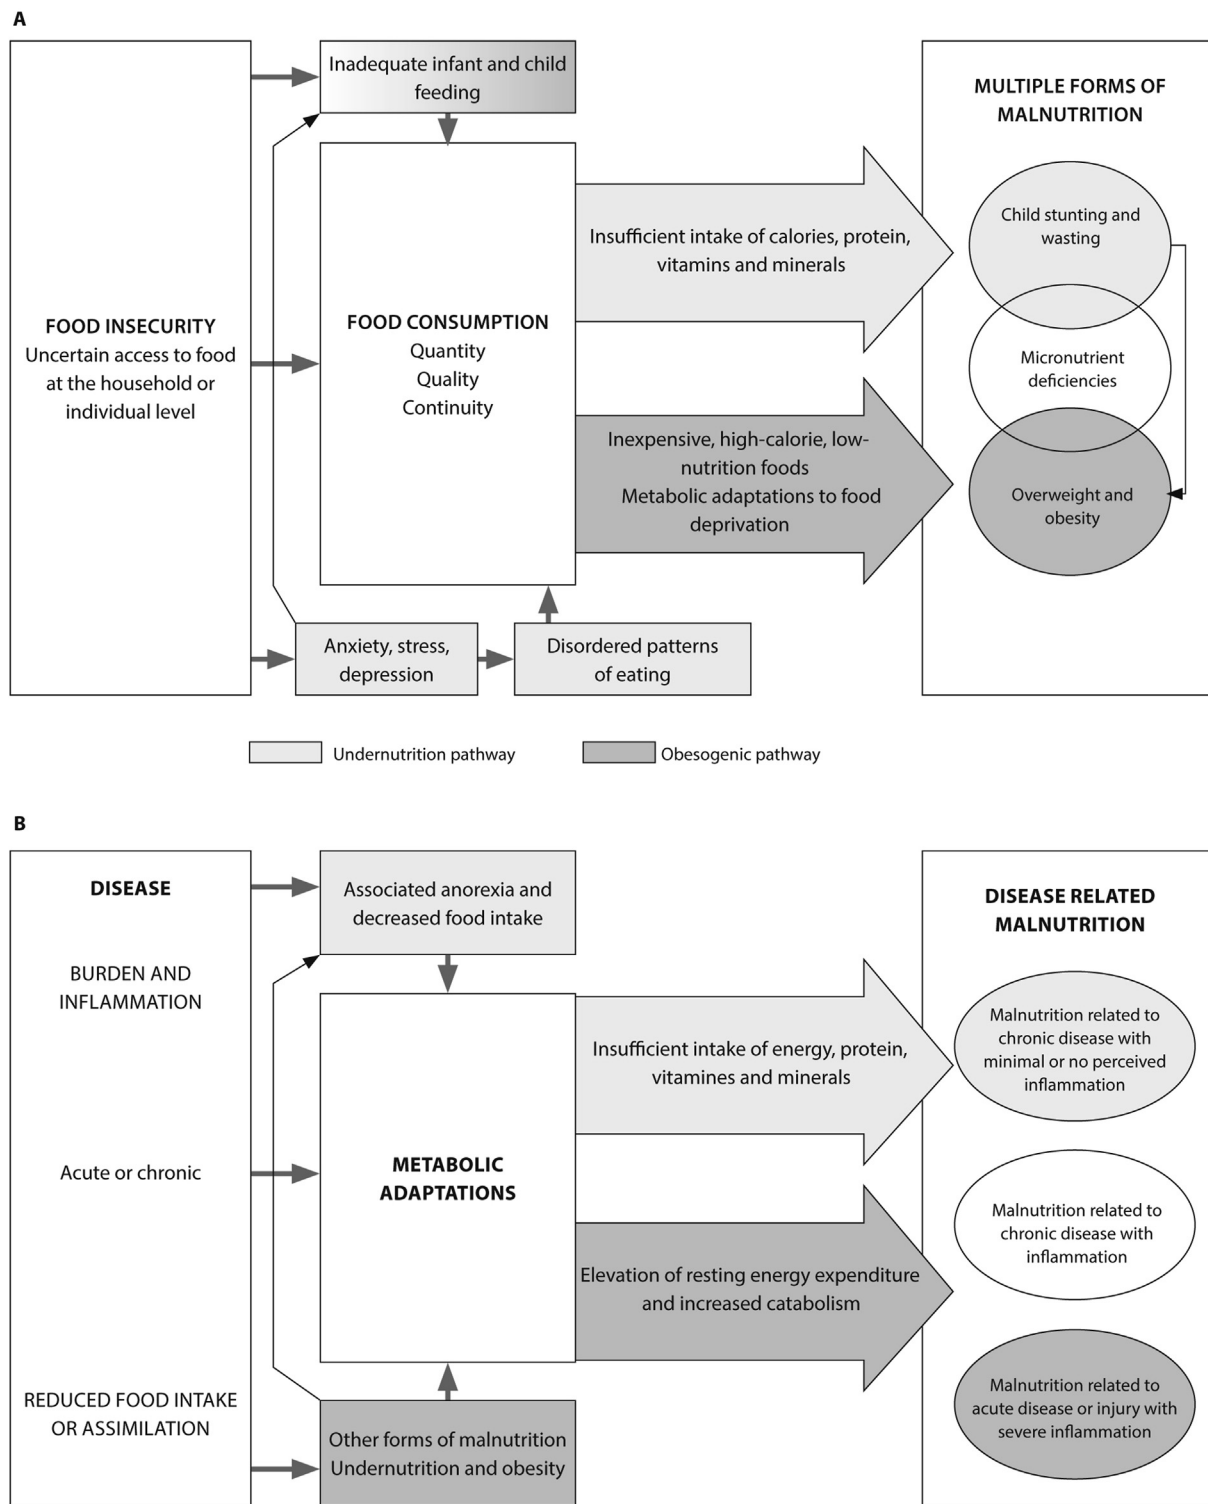 A
Inadequate infant and child
feeding
FOOD INSECURITY
Uncertain access to food
at the household or
individual level
FOOD CONSUMPTION
Quantity
Quality
Continuity
Insufficient intake of calories, protein,
vitamins and minerals
Inexpensive, high-calorie, low-
nutrition foods
Metabolic adaptations to food
deprivation
Anxiety, stress,
depression
Disordered patterns
of eating
MULTIPLE FORMS OF
MALNUTRITION
Child stunting and
wasting
Micronutrient
deficiencies
Overweight and
obesity
Undernutrition pathway
Obesogenic pathway
B
DISEASE
BURDEN AND
INFLAMMATION
Acute or chronic
REDUCED FOOD INTAKE
OR ASSIMILATION
Associated anorexia and
decreased food intake
METABOLIC
ADAPTATIONS
Other forms of malnutrition
Undernutrition and obesity
Insufficient intake of energy, protein,
vitamines and minerals
Elevation of resting energy expenditure
and increased catabolism
DISEASE RELATED
MALNUTRITION
Malnutrition related to
chronic disease with
minimal or no perceived
inflammation
Malnutrition related to
chronic disease with
inflammation
Malnutrition related to
acute disease or injury with
severe inflammation